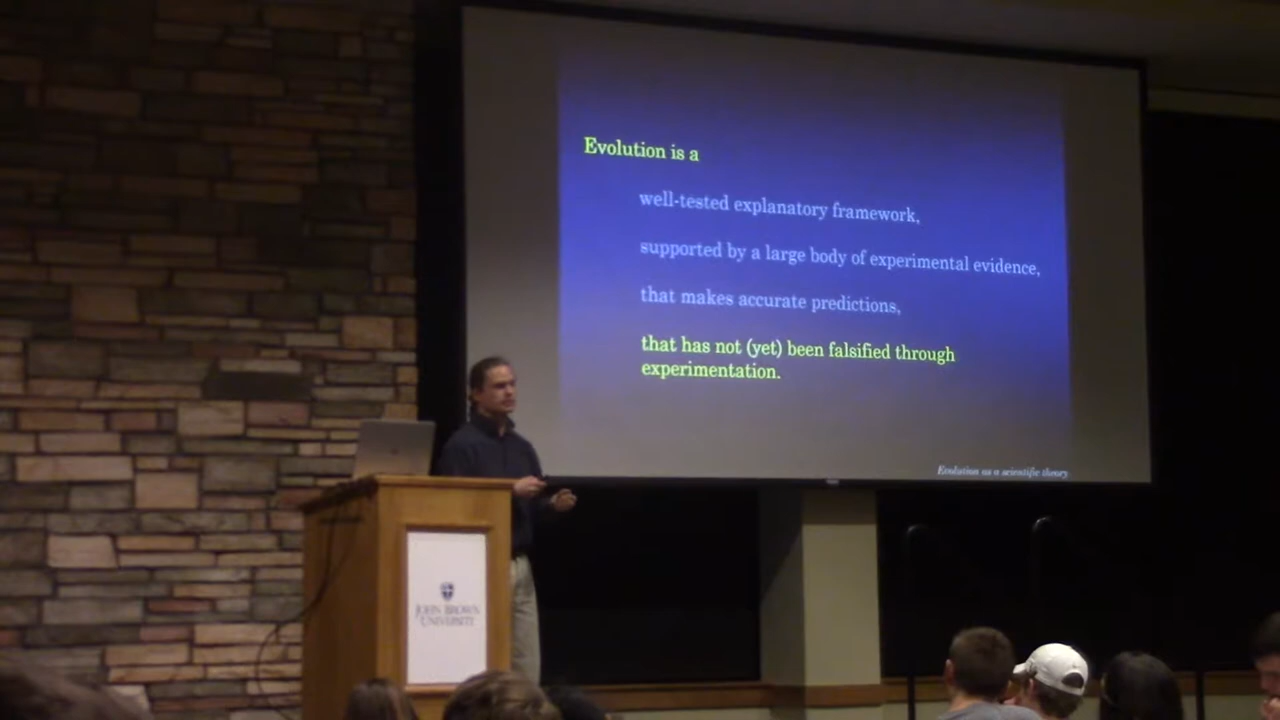 Evolution is a
well-tested explanatory framework,
supported by a large body of experimental evidence,
that makes accurate predictions,
that has not (yet) been falsified through
experimentation.
Evolution as a scientific theory
JOHN BROWN
UNIVERSITY